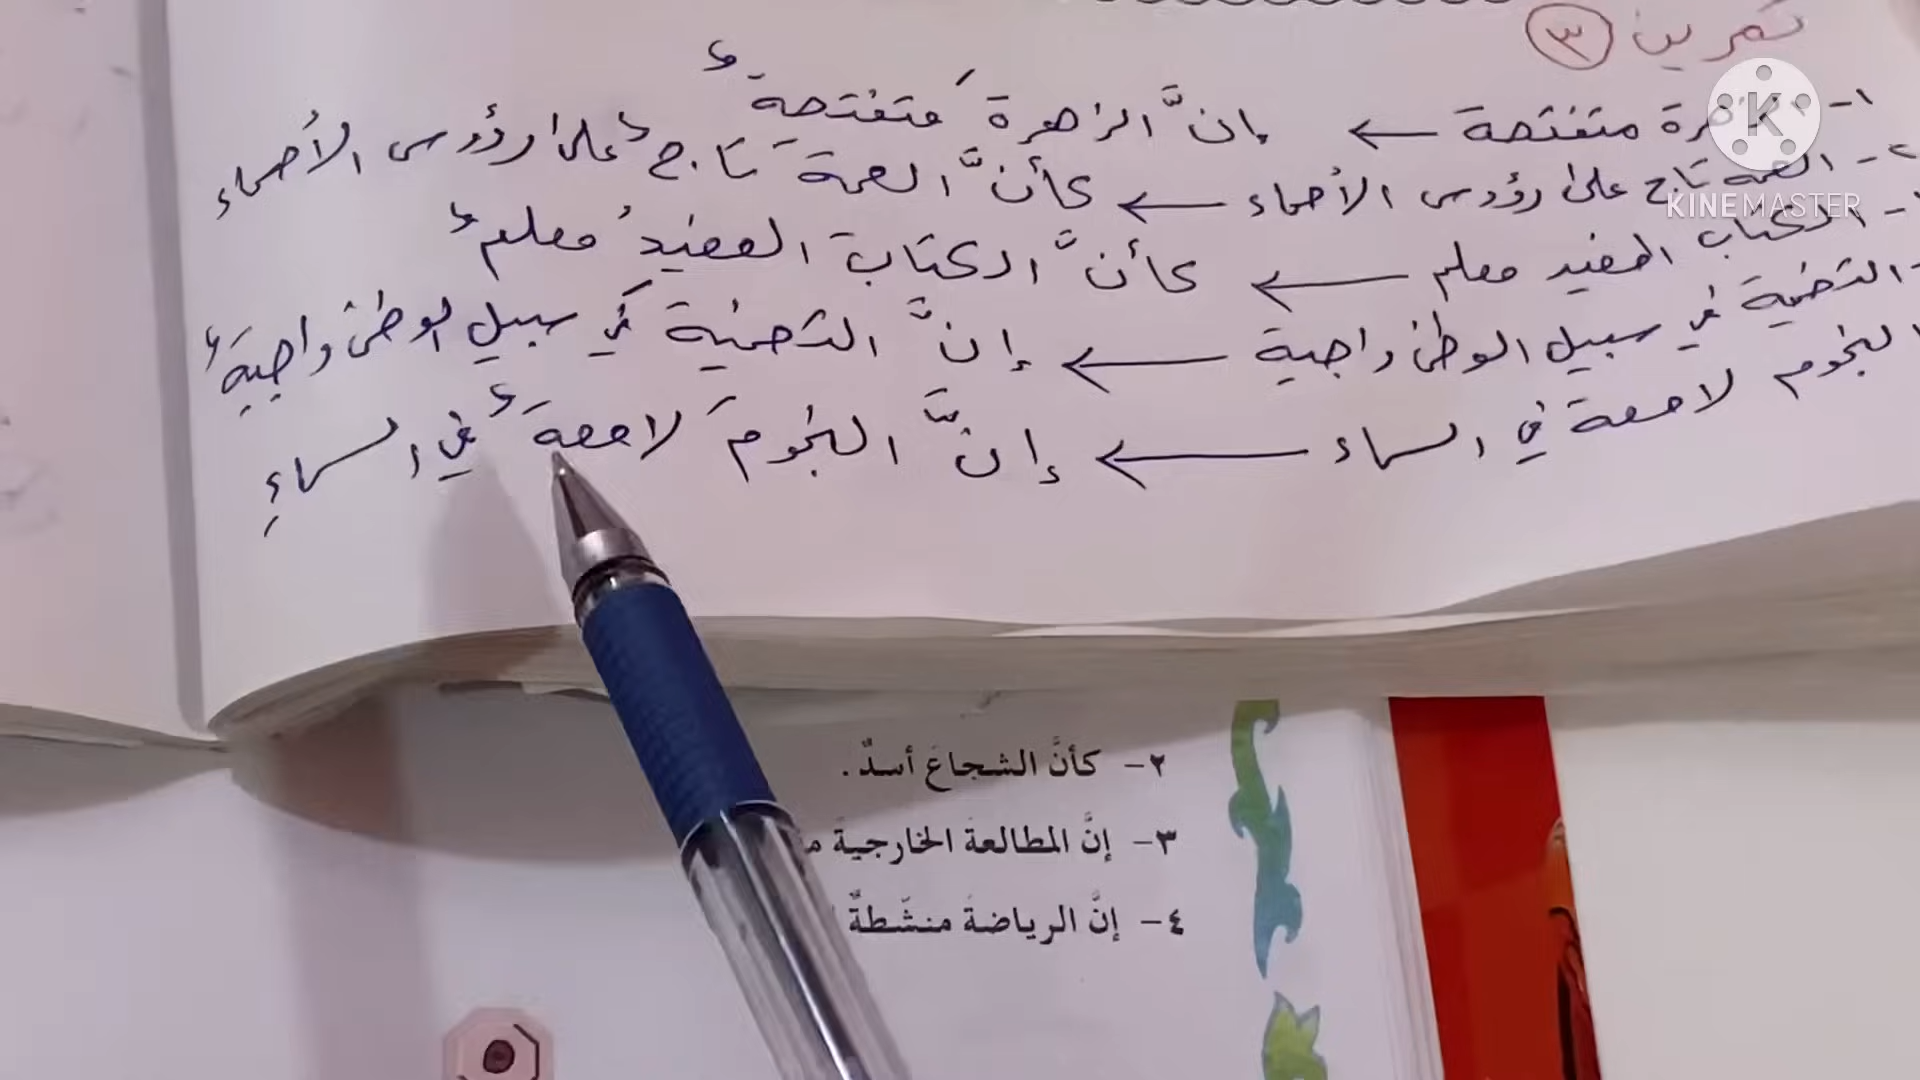 تمرين ٣
١- الزهرة متفتحة ← إنَّ الزهرةَ متفتحةٌ
٢- الصحة تاج على رؤوس الأصحاء ← كأنَّ الصحةَ تاجٌ على رؤوس الأصحاء
الكتاب المفيد معلم ← كأنَّ الكتابَ المفيدُ معلمٌ
التضحية في سبيل الوطن واجبة ← إنَّ التضحيةَ في سبيلِ الوطن واجبةٌ
النجوم لامعة في السماء ← إنَّ النجومَ لامعةٌ في السماءِ
K
KINEMASTER
٢- كأنَّ الشجاعَ أسدٌ.
٣- إنَّ المطالعةَ الخارجيةَ
٤- إنَّ الرياضةَ منشّطةٌ